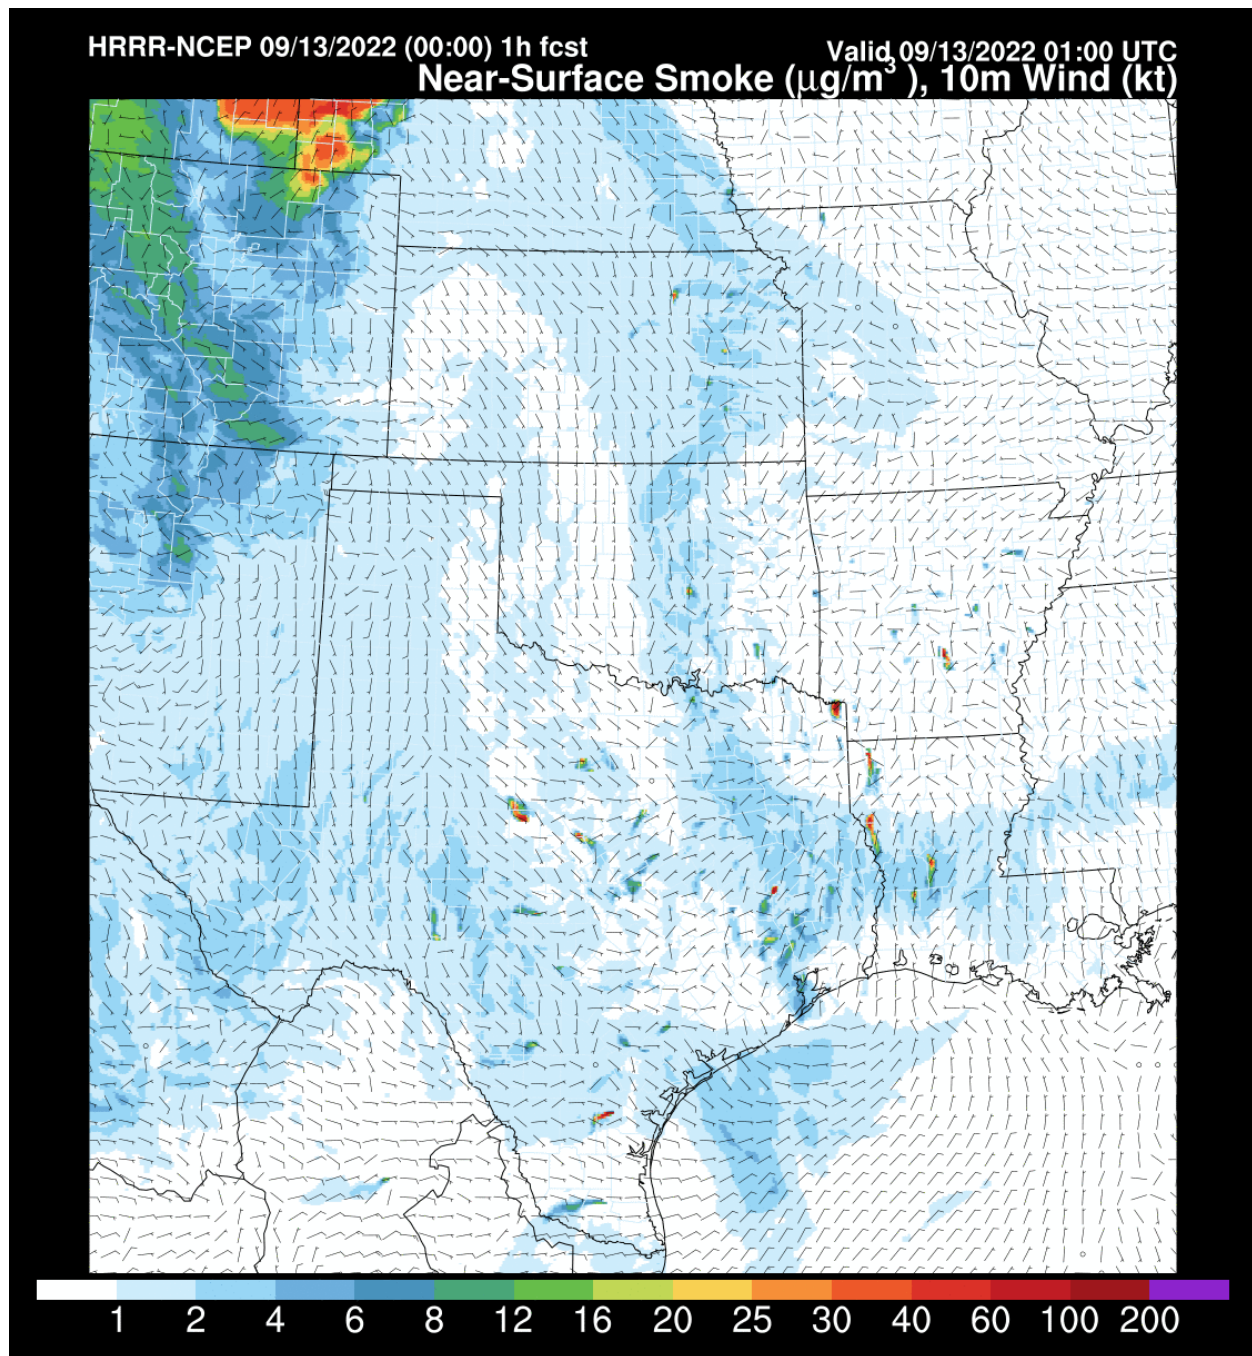 HRRR-NCEP 09/13/2022 (00:00) 1h fcst
Valid 09/13/2022 01:00 UTC
Near-Surface Smoke (μg/m³ ), 10m Wind (kt)
1 2 4 6 8 12 16 20 25 30 40 60 100 200